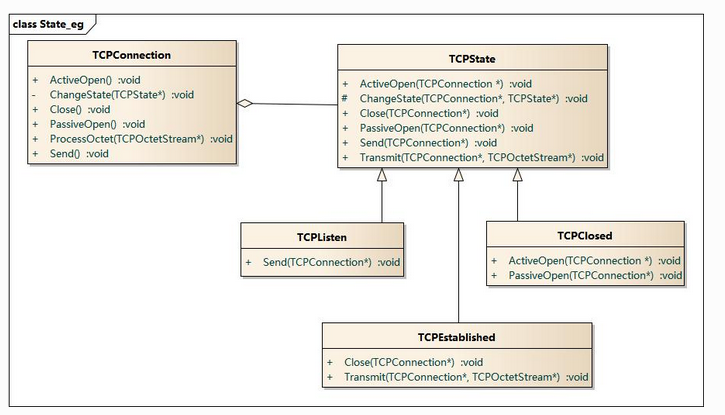 class State_eg
TCPConnection
+ ActiveOpen() :void
- ChangeState(TCPState*) :void
+ Close() :void
+ PassiveOpen() :void
+ ProcessOctet(TCPOctetStream*) :void
+ Send() :void
TCPState
+ ActiveOpen(TCPConnection *) :void
# ChangeState(TCPConnection*, TCPState*) :void
+ Close(TCPConnection*) :void
+ PassiveOpen(TCPConnection*) :void
+ Send(TCPConnection*) :void
+ Transmit(TCPConnection*, TCPOctetStream*) :void
TCPListen
+ Send(TCPConnection*) :void
TCPClosed
+ ActiveOpen(TCPConnection *) :void
+ PassiveOpen(TCPConnection*) :void
TCPEstablished
+ Close(TCPConnection*) :void
+ Transmit(TCPConnection*, TCPOctetStream*) :void